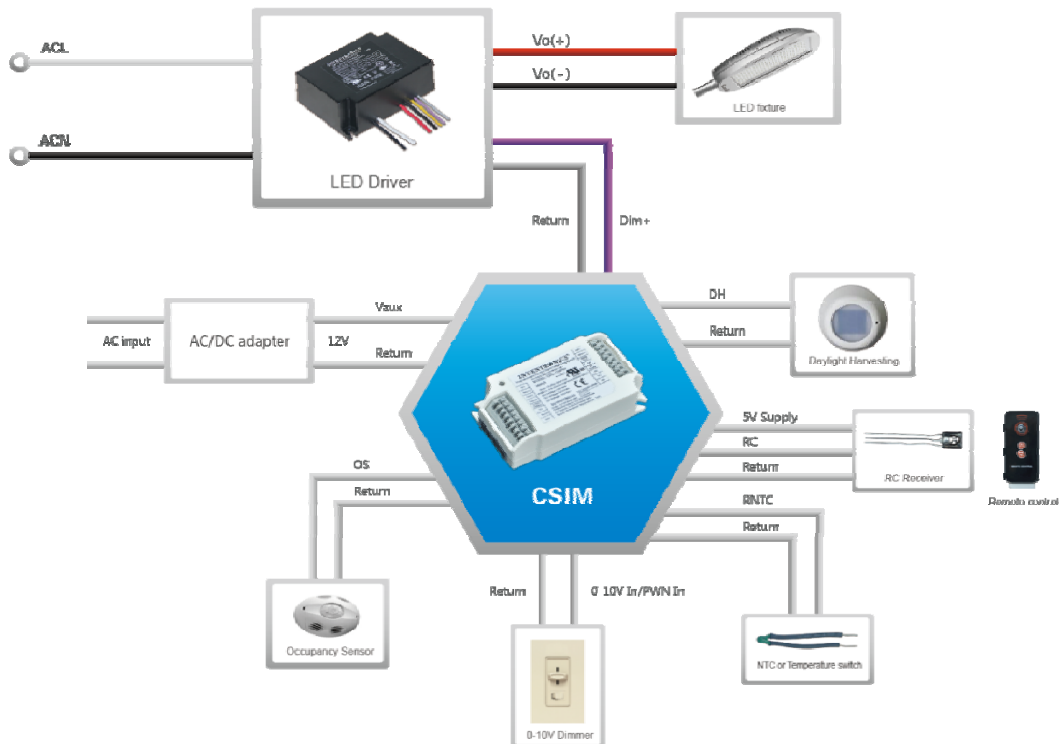 ACL
Vo(+)
Vo(-)
LED fixture
ACN
LED Driver
Return
Dim+
Vaux
DH
AC input
AC/DC adapter
12V
Return
Return
Daylight Harvesting
INVENTRONICS
5V Supply
RC
Return
RC Receiver
Remote control
OS
Return
CSIM
RNTC
Return
Return
0 10V In/PWN In
Occupancy Sensor
NTC or Temperature switch
0-10V Dimmer